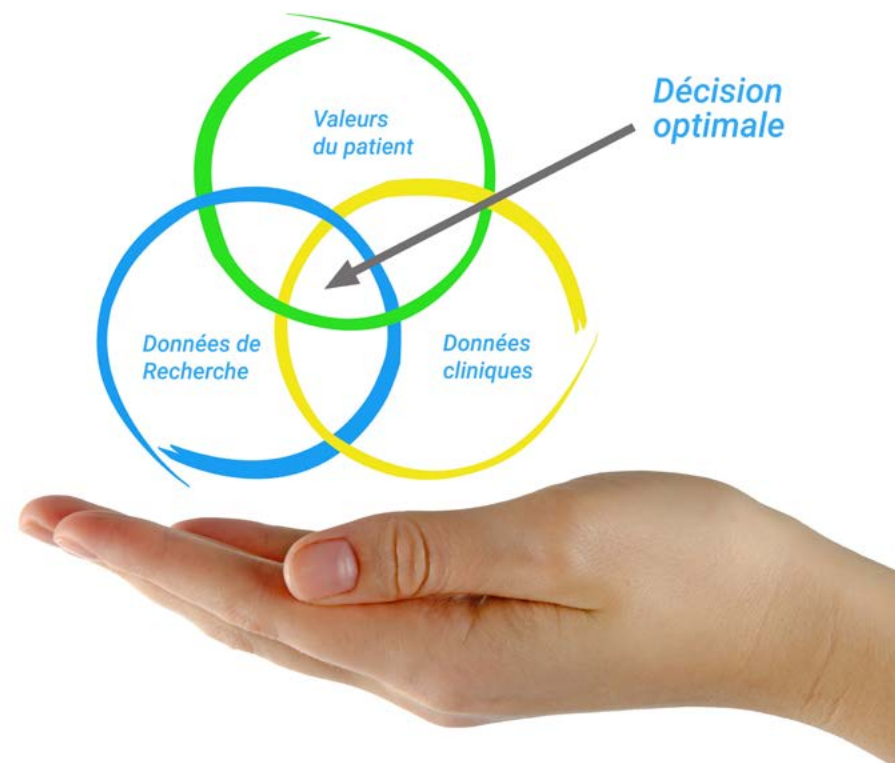 Décision
optimale
Valeurs
du patient
Données de
Recherche
Données
cliniques